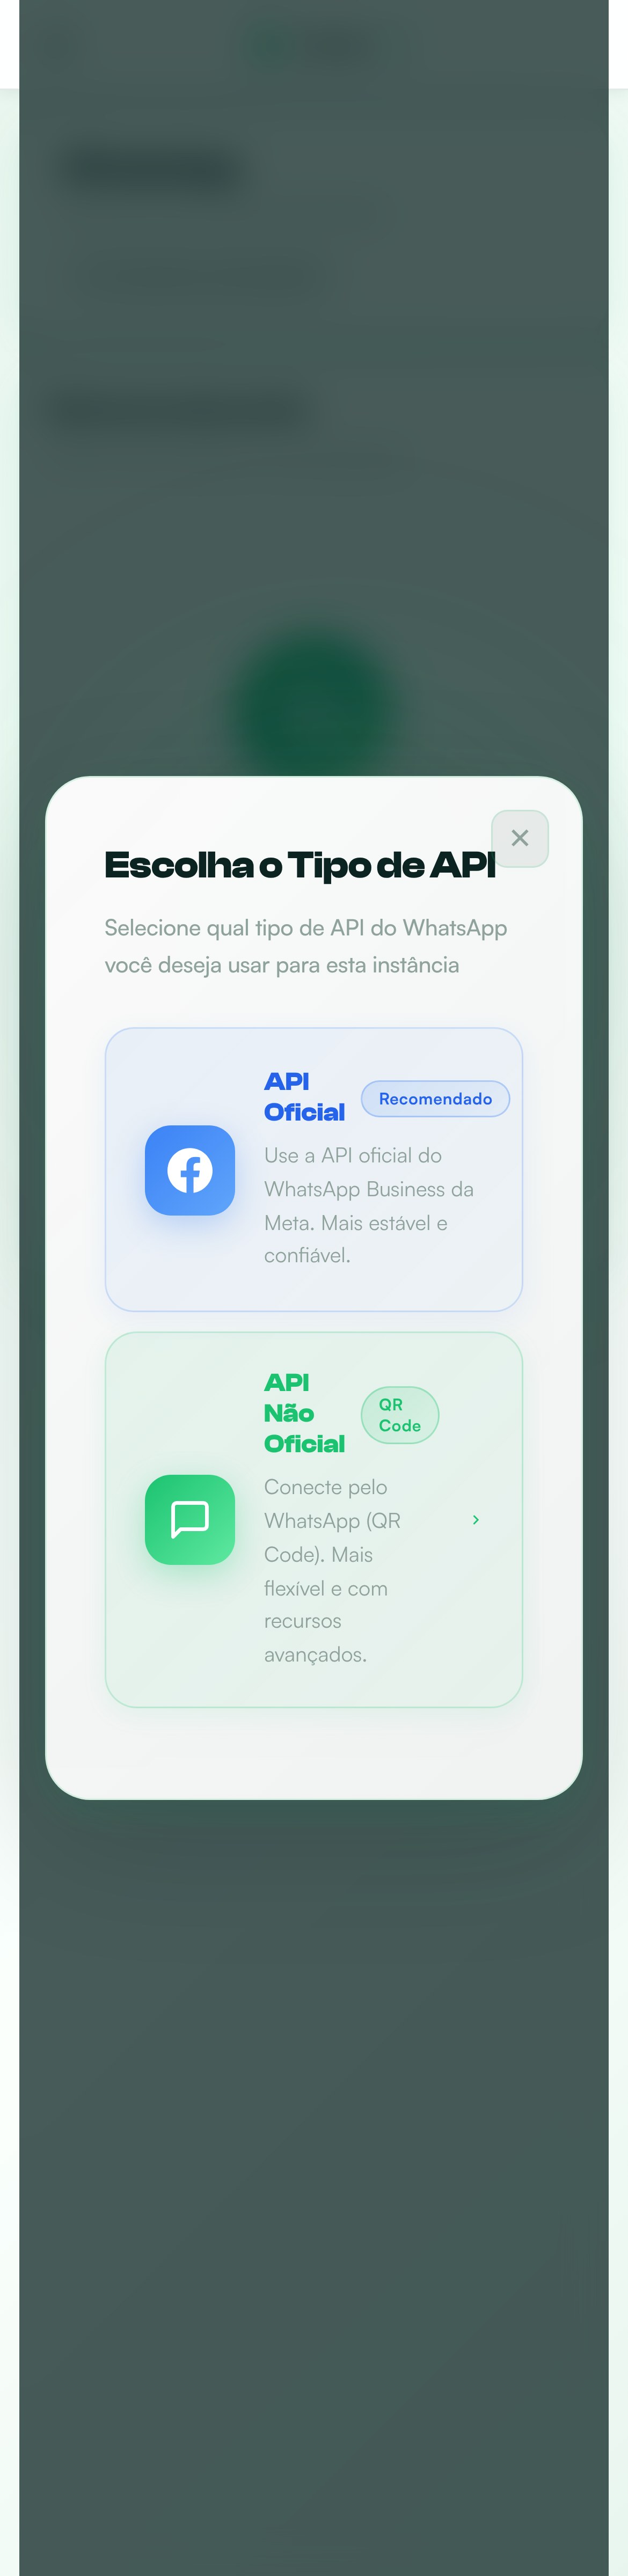 Escolha o Tipo de API
Selecione qual tipo de API do WhatsApp
você deseja usar para esta instância
API
Oficial
Recomendado
Use a API oficial do
WhatsApp Business da
Meta. Mais estável e
confiável.
API
Não
Oficial
QR
Code
Conecte pelo
WhatsApp (QR
Code). Mais
flexível e com
recursos
avançados.